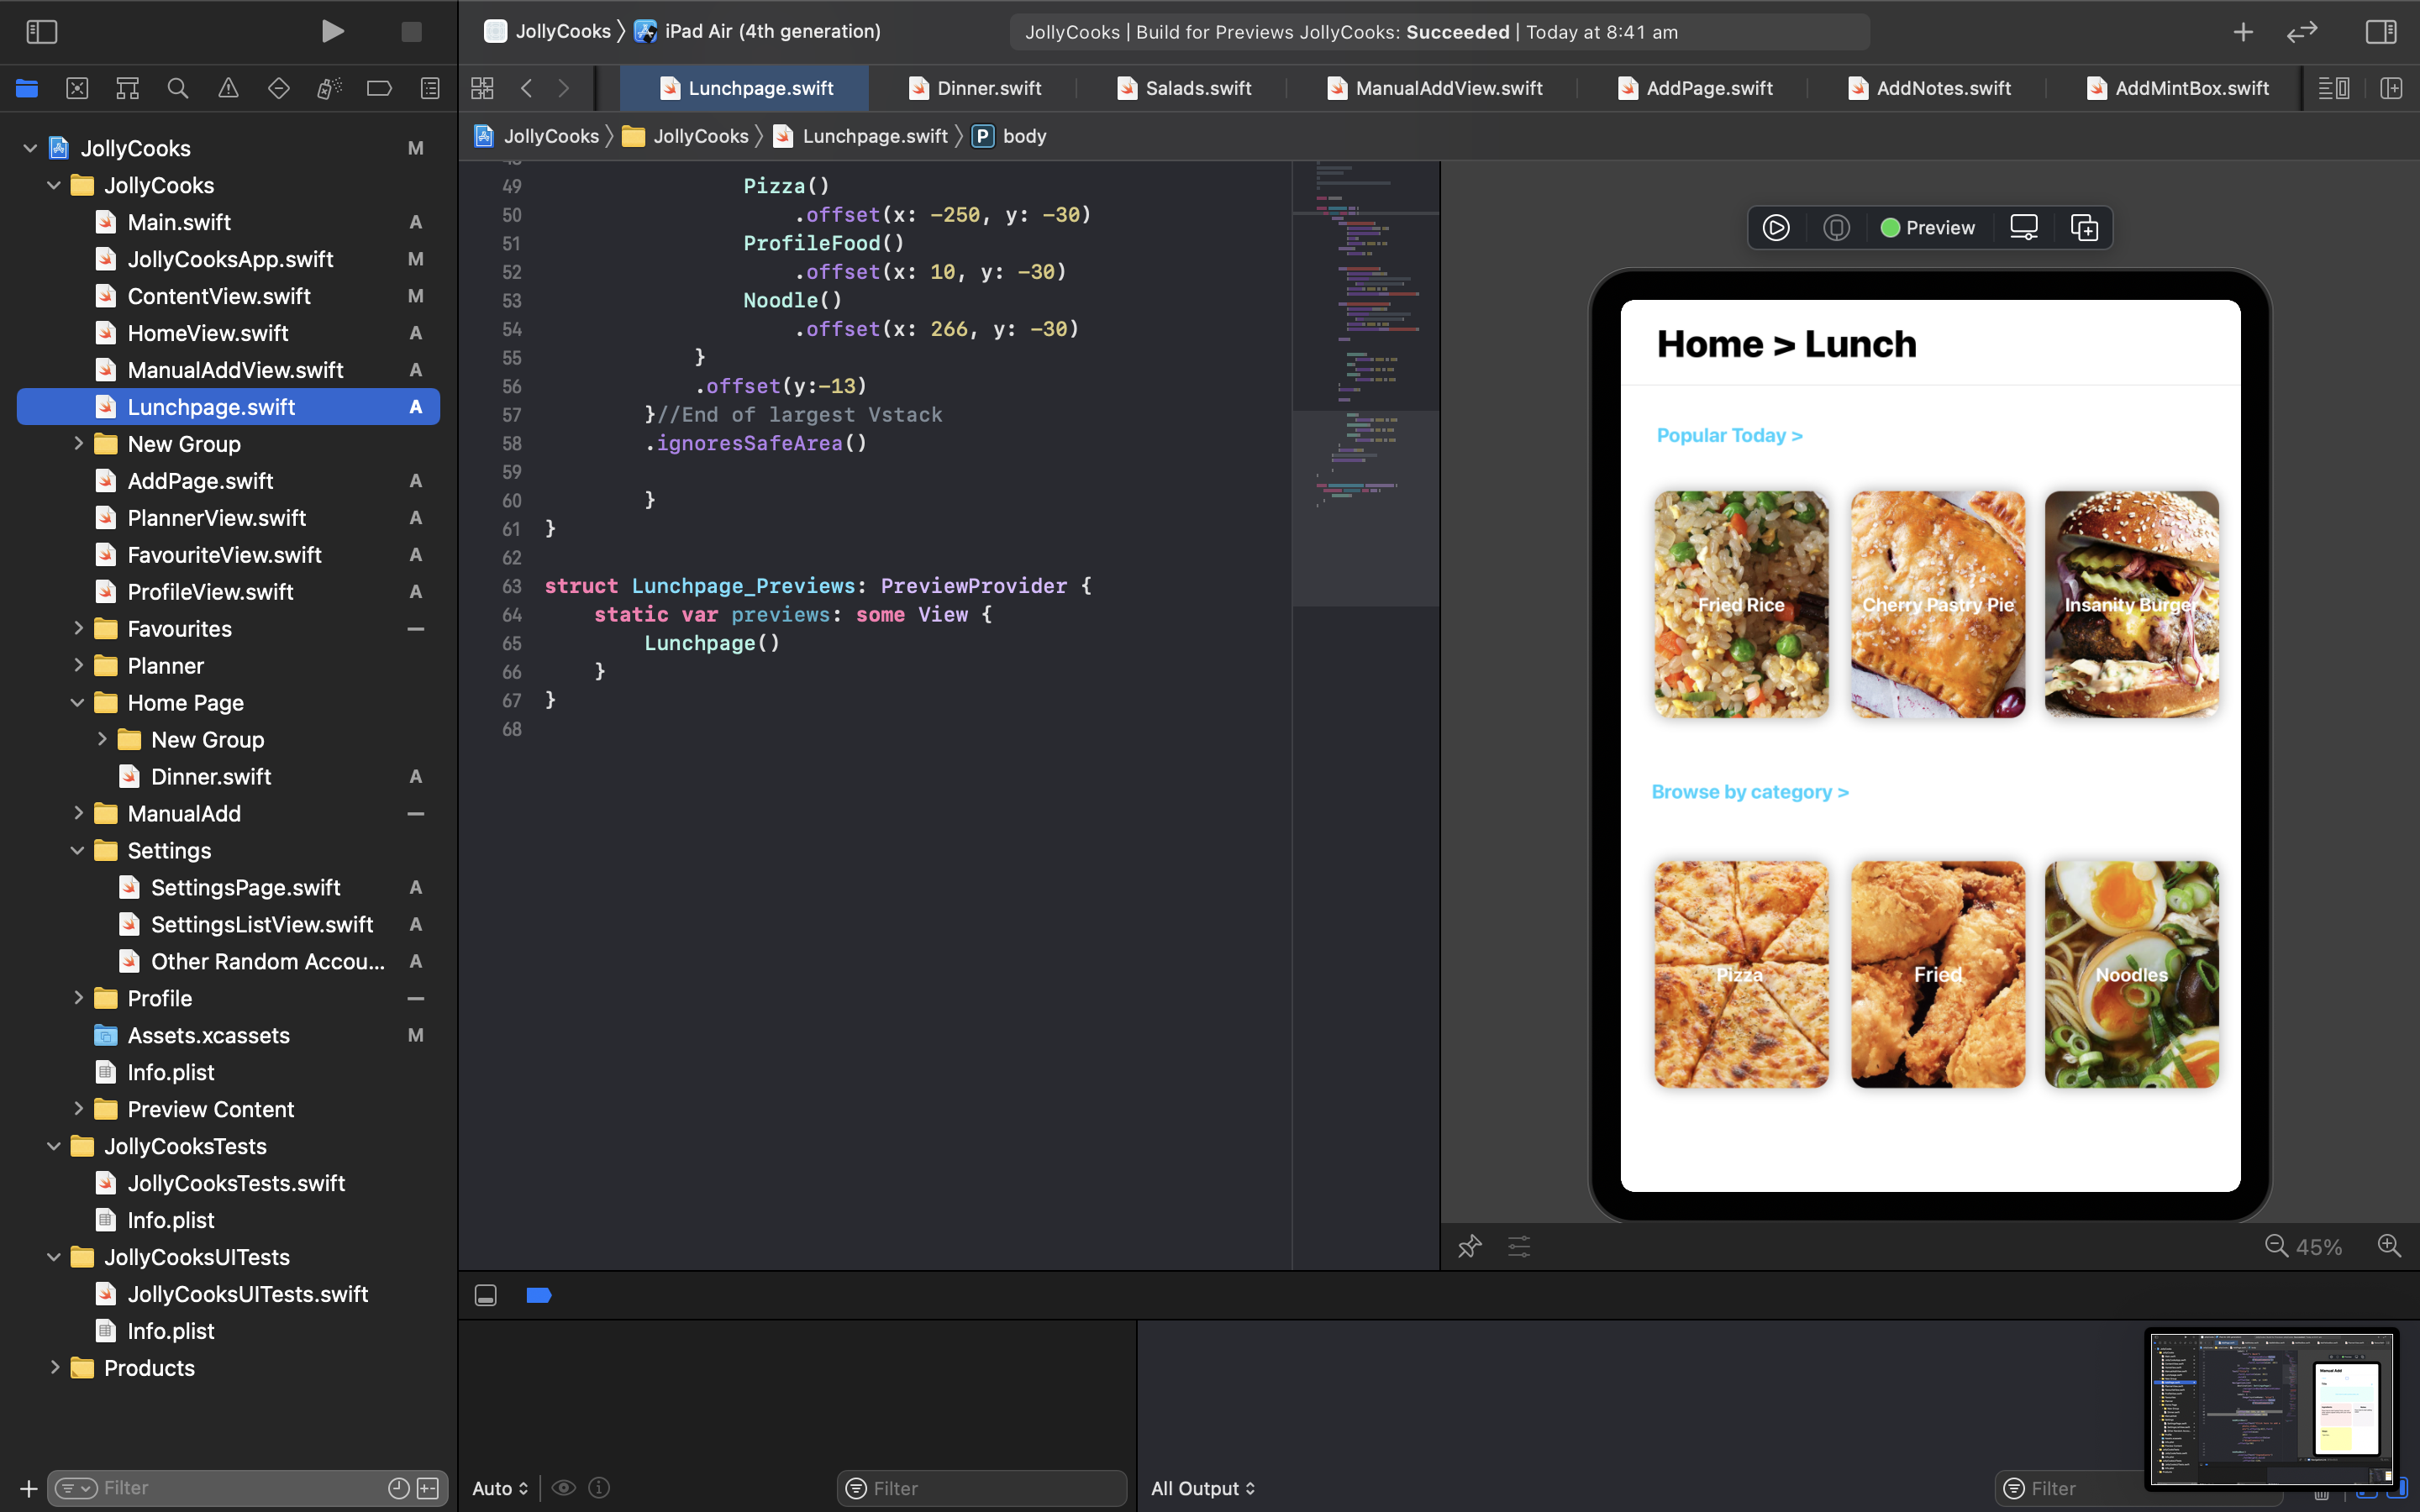 JollyCooks
iPad Air (4th generation)
JollyCooks | Build for Previews JollyCooks: Succeeded | Today at 8:41 am
Lunchpage.swift
Dinner.swift
Salads.swift
ManualAddView.swift
AddPage.swift
AddNotes.swift
AddMintBox.swift
JollyCooks
JollyCooks
Lunchpage.swift
P
body
JollyCooks M
JollyCooks
Main.swift A
JollyCooksApp.swift M
ContentView.swift M
HomeView.swift A
ManualAddView.swift A
Lunchpage.swift A
New Group
AddPage.swift A
PlannerView.swift A
FavouriteView.swift A
ProfileView.swift A
Favourites
Planner
Home Page
New Group
Dinner.swift A
ManualAdd
Settings
SettingsPage.swift A
SettingsListView.swift A
Other Random Accou... A
Profile
Assets.xcassets M
Info.plist
Preview Content
JollyCooksTests
JollyCooksTests.swift
Info.plist
JollyCooksUITests
JollyCooksUITests.swift
Info.plist
Products
Filter
49 Pizza()
50 .offset(x: -250, y: -30)
51 ProfileFood()
52 .offset(x: 10, y: -30)
53 Noodle()
54 .offset(x: 266, y: -30)
55 }
56 .offset(y:-13)
57 }//End of largest Vstack
58 .ignoresSafeArea()
59
60 }
61 }
62
63 struct Lunchpage_Previews: PreviewProvider {
64 static var previews: some View {
65 Lunchpage()
66 }
67 }
68
Preview
Home > Lunch
Popular Today >
Fried Rice
Cherry Pastry Pie
Insanity Burger
Browse by category >
Pizza
Fried
Noodles
45%
Auto
Filter
All Output
Filter
Manual Add